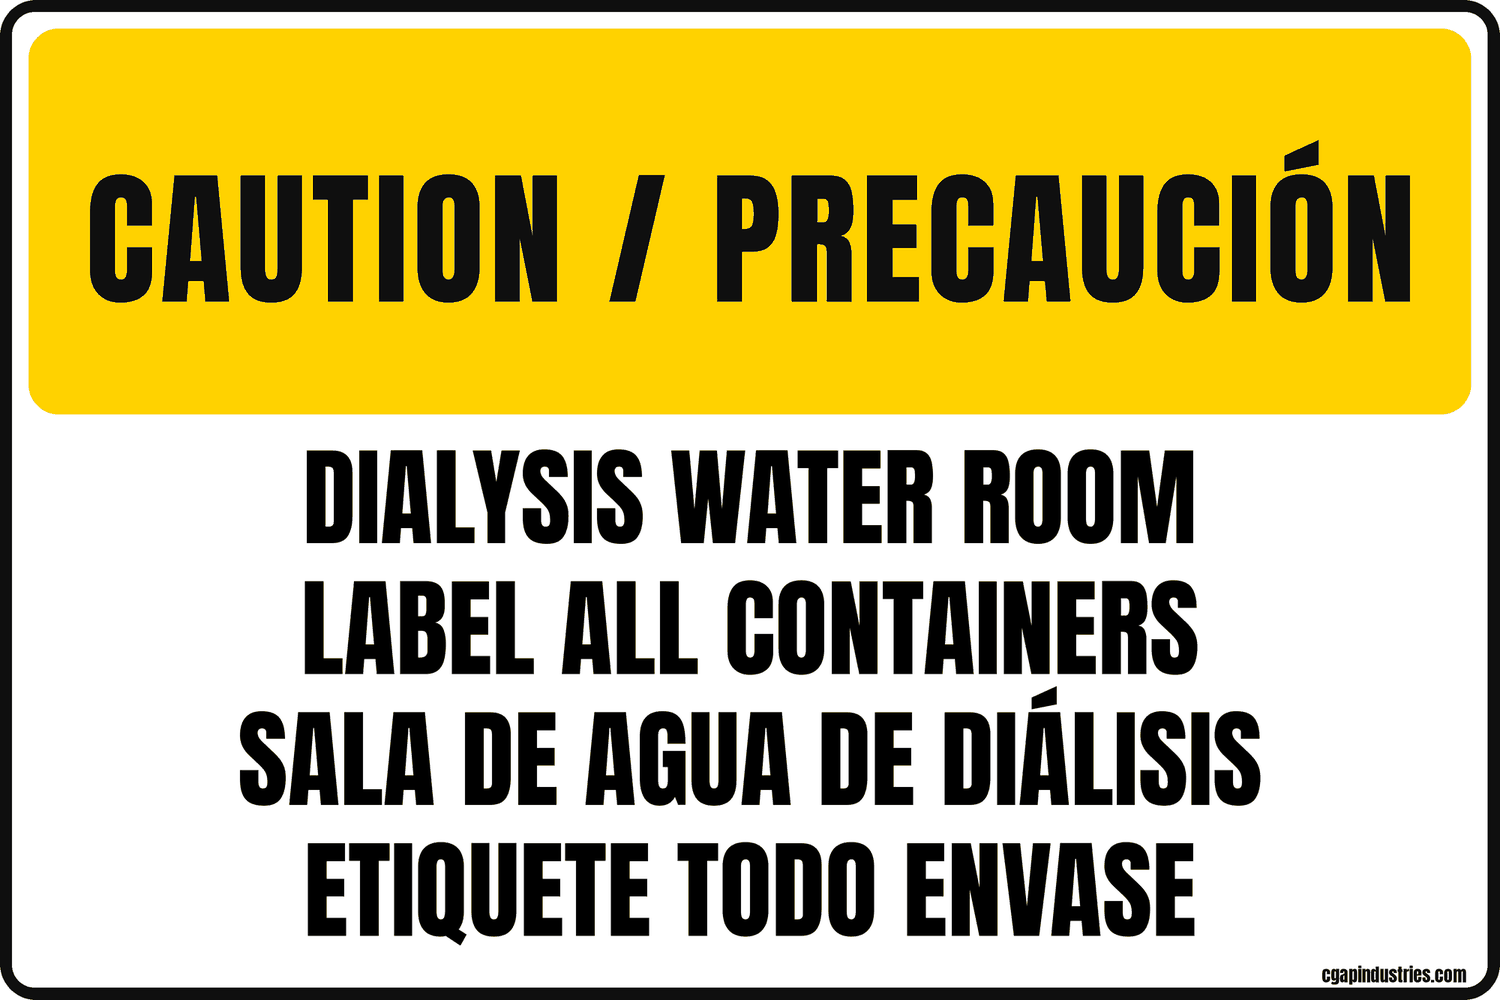 CAUTION / PRECAUCIÓN
DIALYSIS WATER ROOM
LABEL ALL CONTAINERS
SALA DE AGUA DE DIÁLISIS
ETIQUETE TODO ENVASE
cgapindustries.com